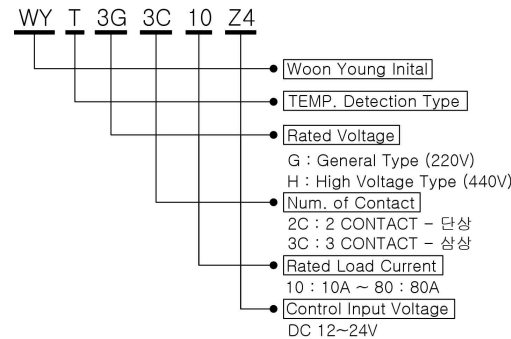 WY T 3G 3C 10 Z4
Woon Young Inital
TEMP. Detection Type
Rated Voltage
G : General Type (220V)
H : High Voltage Type (440V)
Num. of Contact
2C : 2 CONTACT - 단상
3C : 3 CONTACT - 삼상
Rated Load Current
10 : 10A ~ 80 : 80A
Control Input Voltage
DC 12~24V